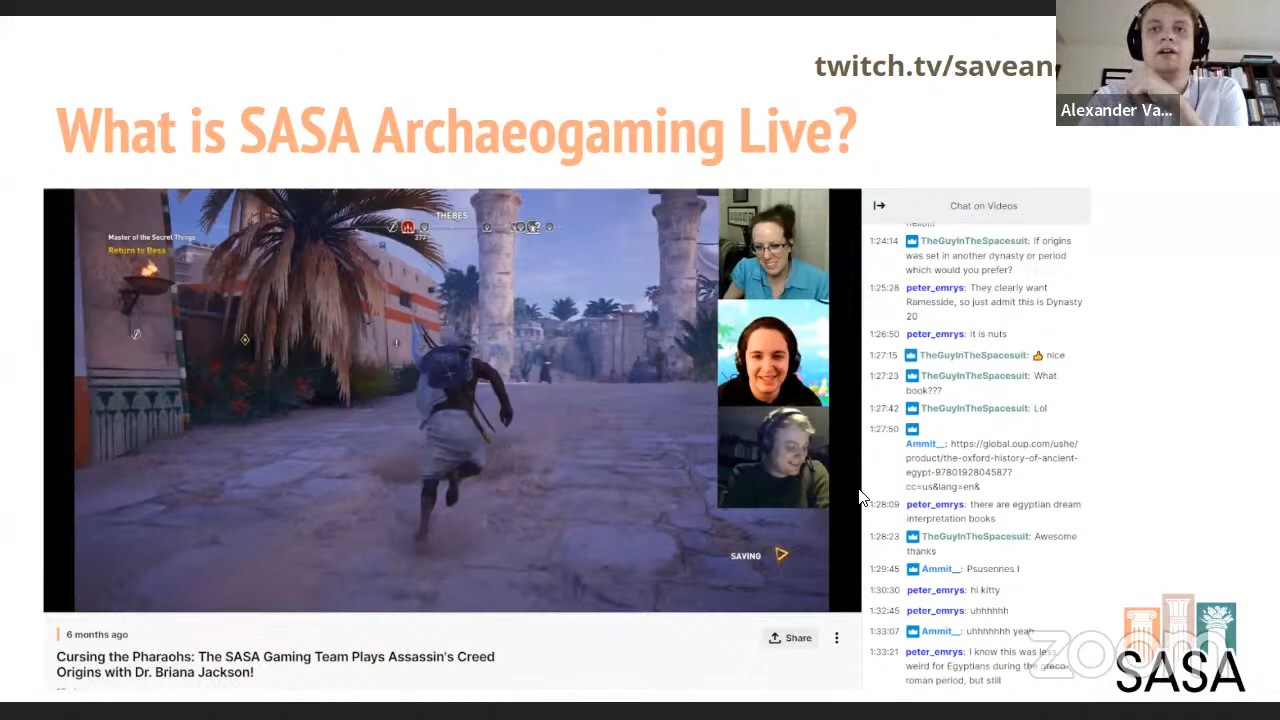 twitch.tv/savean
Alexander Va...
What is SASA Archaeogaming Live?
THEBES
Master of the Secret Things
Return to Besa
SAVING
Chat on Videos
1:24:14 TheGuyInTheSpacesuit: If origins
was set in another dynasty or period
which would you prefer?
1:25:28 peter_emrys: They clearly want
Ramesside, so just admit this is Dynasty
20
1:26:50 peter_emrys: it is nuts
1:27:15 TheGuyInTheSpacesuit: 👍 nice
1:27:23 TheGuyInTheSpacesuit: What
book???
1:27:42 TheGuyInTheSpacesuit: Lol
1:27:50
Ammit__: https://global.oup.com/ushe/
product/the-oxford-history-of-ancient-
egypt-9780192804587?
cc=us&lang=en&
1:28:09 peter_emrys: there are egyptian dream
interpretation books
1:28:23 TheGuyInTheSpacesuit: Awesome
thanks
1:29:45 Ammit__: Psusennes I
1:30:30 peter_emrys: hi kitty
1:32:45 peter_emrys: uhhhhhh
1:33:07 Ammit__: uhhhhhhh yeah
1:33:21 peter_emrys: I know this was less
weird for Egyptians during the greco-
roman period, but still
6 months ago
Share
Cursing the Pharaohs: The SASA Gaming Team Plays Assassin's Creed
Origins with Dr. Briana Jackson!
zoom
SASA